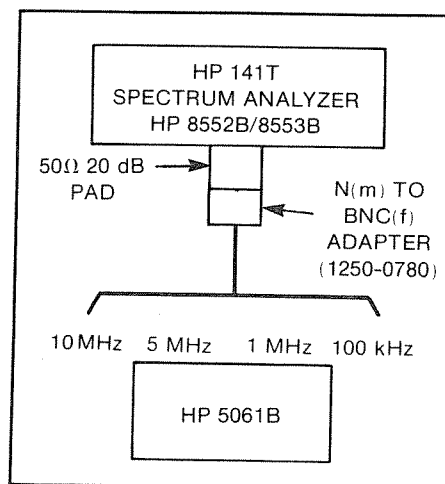 HP 141T
SPECTRUM ANALYZER
HP 8552B/8553B
50Ω 20 dB
PAD
N(m) TO
BNC(f)
ADAPTER
(1250-0780)
10 MHz 5 MHz 1 MHz 100 kHz
HP 5061B